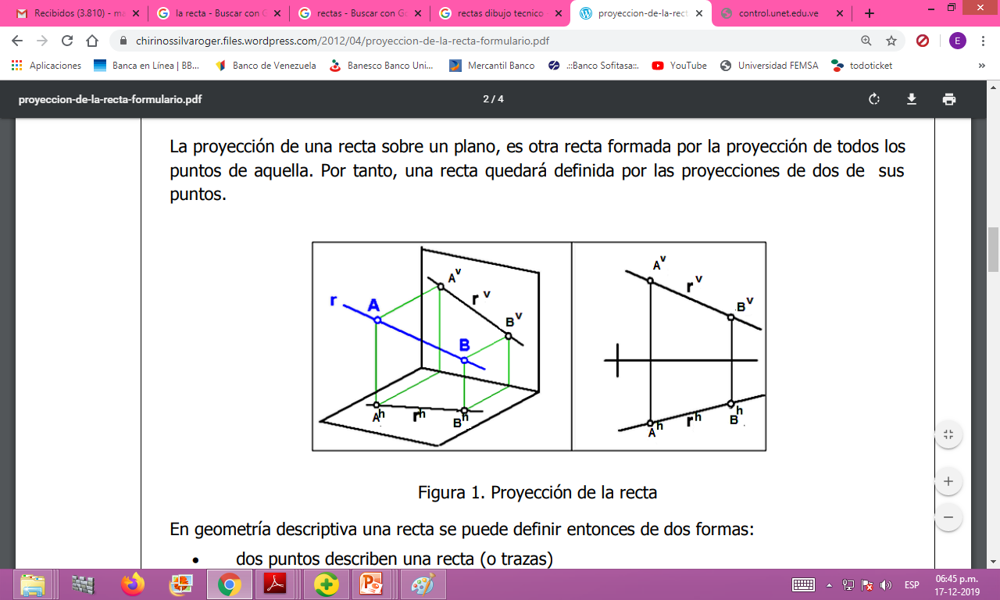 Recibidos (3.810) - ma
la recta - Buscar con G
rectas - Buscar con Go
rectas dibujo tecnico
proyeccion-de-la-rect
control.unet.edu.ve
chirinossilvaroger.files.wordpress.com/2012/04/proyeccion-de-la-recta-formulario.pdf
E
Aplicaciones
Banca en Línea | BB...
Banco de Venezuela
Banesco Banco Uni...
Mercantil Banco
.::Banco Sofitasa::.
YouTube
Universidad FEMSA
todoticket
»
proyeccion-de-la-recta-formulario.pdf
2 / 4
La proyección de una recta sobre un plano, es otra recta formada por la proyección de todos los
puntos de aquella. Por tanto, una recta quedará definida por las proyecciones de dos de sus
puntos.
r
A
B
A v
r v
B v
A h
r h
B h
A v
r v
B v
A h
r h
B h
Figura 1. Proyección de la recta
En geometría descriptiva una recta se puede definir entonces de dos formas:
• dos puntos describen una recta (o trazas)
ESP
06:45 p.m.
17-12-2019